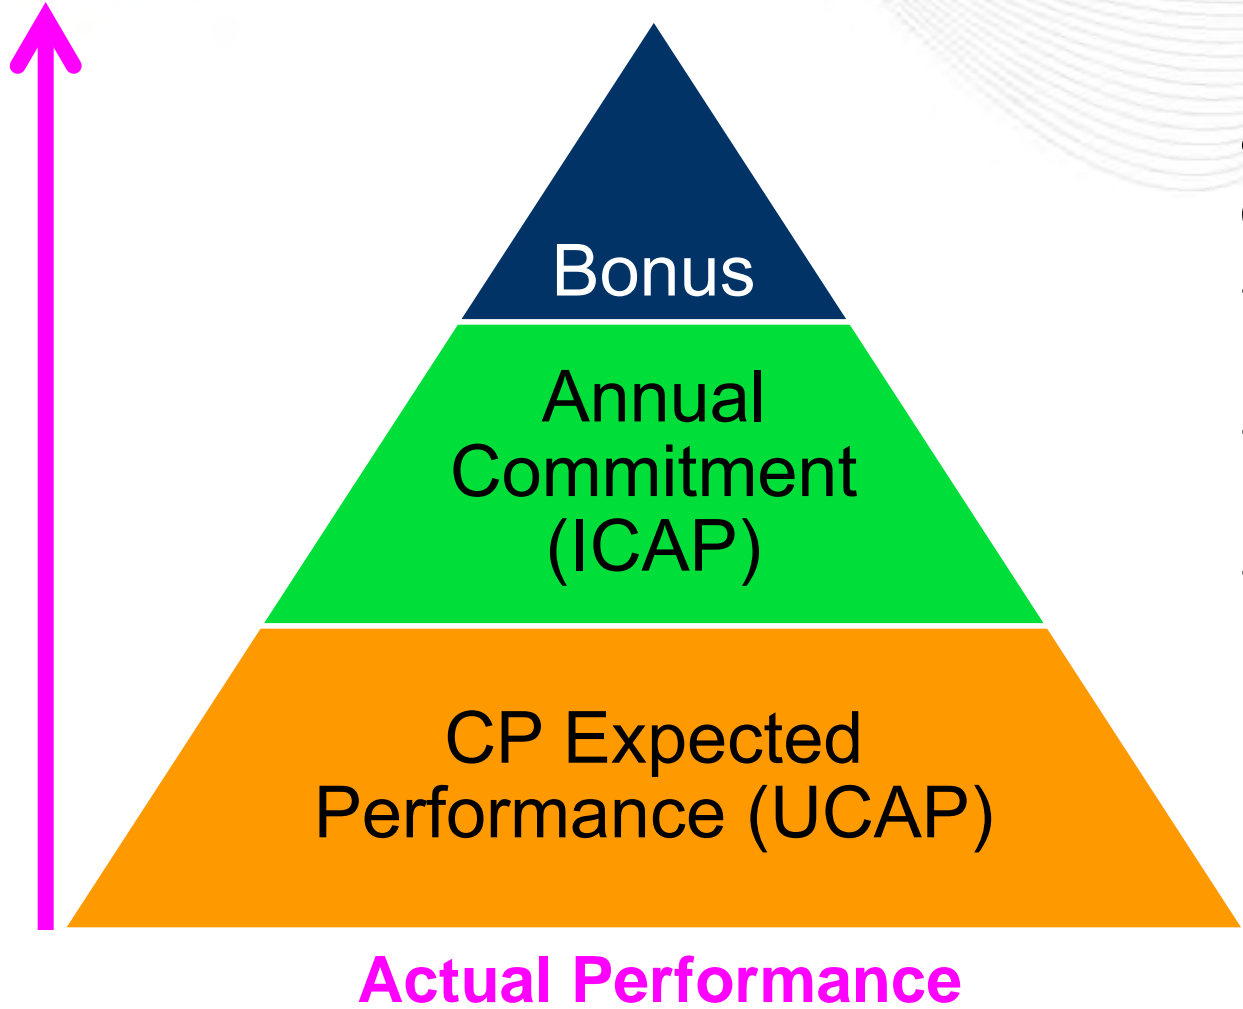 Bonus
Annual
Commitment
(ICAP)
CP Expected
Performance (UCAP)
Actual Performance